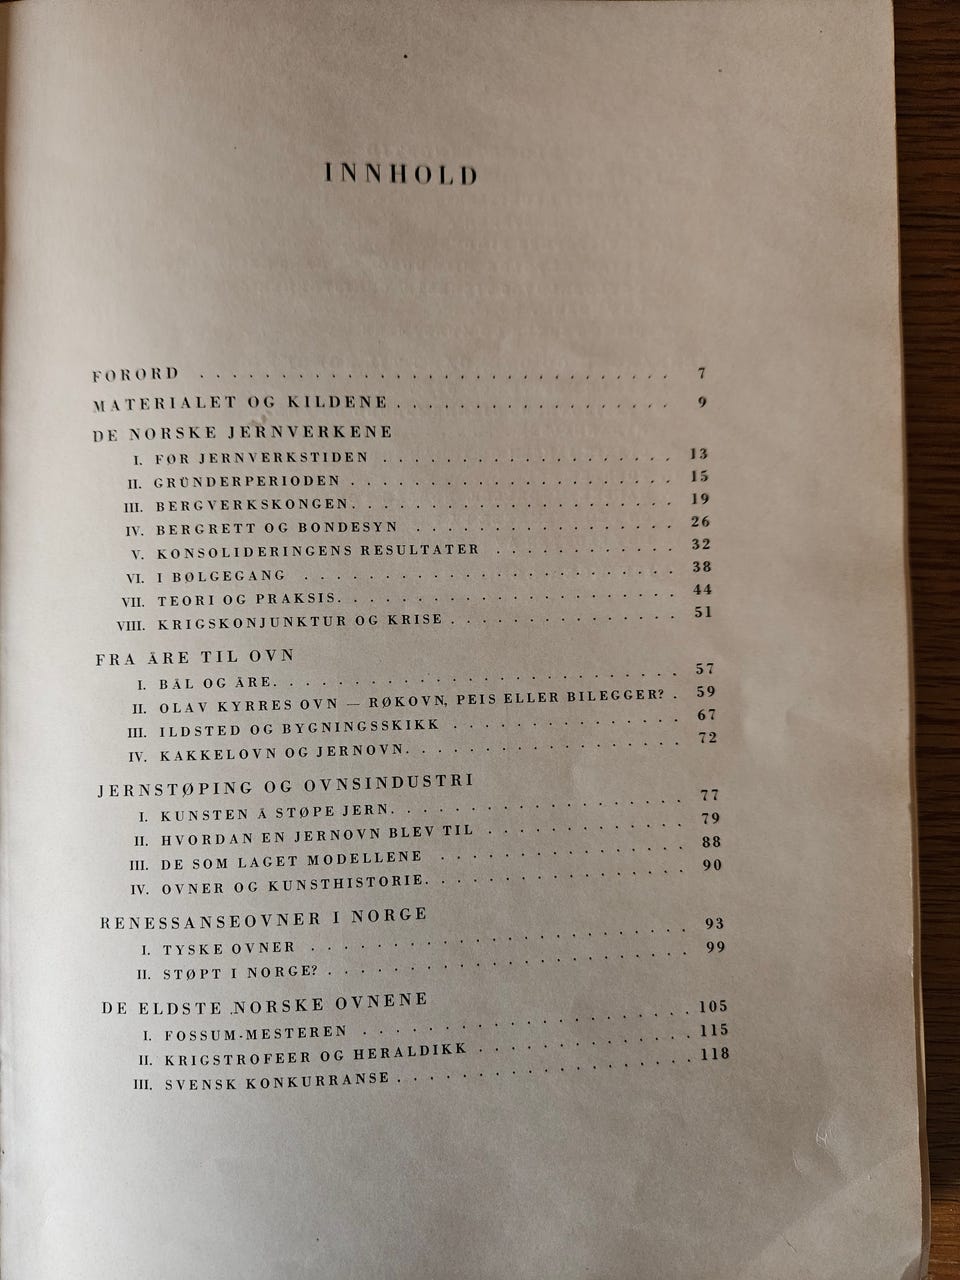 INNHOLD
FORORD . . . . . . . . . . . . . . . . . . . . . . . . . . . . . 7
MATERIALET OG KILDENE . . . . . . . . . . . . . . . . . 9
DE NORSKE JERNVERKENE
I. FØR JERNVERKSTIDEN . . . . . . . . . . . . . . . . . . 13
II. GRÜNDERPERIODEN . . . . . . . . . . . . . . . . . . . . 15
III. BERGVERKSKONGEN . . . . . . . . . . . . . . . . . . . . 19
IV. BERGRETT OG BONDESYN . . . . . . . . . . . . . . . . 26
V. KONSOLIDERINGENS RESULTATER . . . . . . . . . . . 32
VI. I BØLGEGANG . . . . . . . . . . . . . . . . . . . . . . . 38
VII. TEORI OG PRAKSIS . . . . . . . . . . . . . . . . . . . . . 44
VIII. KRIGSKONJUNKTUR OG KRISE . . . . . . . . . . . . . . 51
FRA ÅRE TIL OVN
I. BÅL OG ÅRE . . . . . . . . . . . . . . . . . . . . . . . . . 57
II. OLAV KYRRES OVN — RØKOVN, PEIS ELLER BILEGGER? . 59
III. ILDSTED OG BYGNINGSSKIKK . . . . . . . . . . . . . . 67
IV. KAKKELOVN OG JERNOVN . . . . . . . . . . . . . . . . . 72
JERNSTØPING OG OVNSINDUSTRI
I. KUNSTEN Å STØPE JERN . . . . . . . . . . . . . . . . . . 77
II. HVORDAN EN JERNOVN BLEV TIL . . . . . . . . . . . . 79
III. DE SOM LAGET MODELLENE . . . . . . . . . . . . . . . 88
IV. OVNER OG KUNSTHISTORIE . . . . . . . . . . . . . . . . 90
RENESSANSEOVNER I NORGE
I. TYSKE OVNER . . . . . . . . . . . . . . . . . . . . . . . 93
II. STØPT I NORGE? . . . . . . . . . . . . . . . . . . . . . . 99
DE ELDSTE NORSKE OVNENE
I. FOSSUM-MESTEREN . . . . . . . . . . . . . . . . . . . . 105
II. KRIGSTROFEER OG HERALDIKK . . . . . . . . . . . . . 115
III. SVENSK KONKURRANSE . . . . . . . . . . . . . . . . . . 118